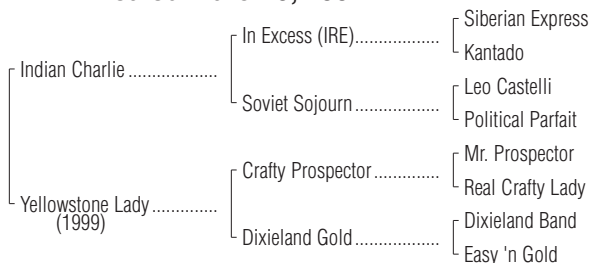 Siberian Express
In Excess (IRE)..................
Kantado
Indian Charlie ...................
Leo Castelli
Soviet Sojourn..................
Political Parfait
Mr. Prospector
Crafty Prospector..............
Real Crafty Lady
Yellowstone Lady..............
(1999)
Dixieland Band
Dixieland Gold..................
Easy 'n Gold